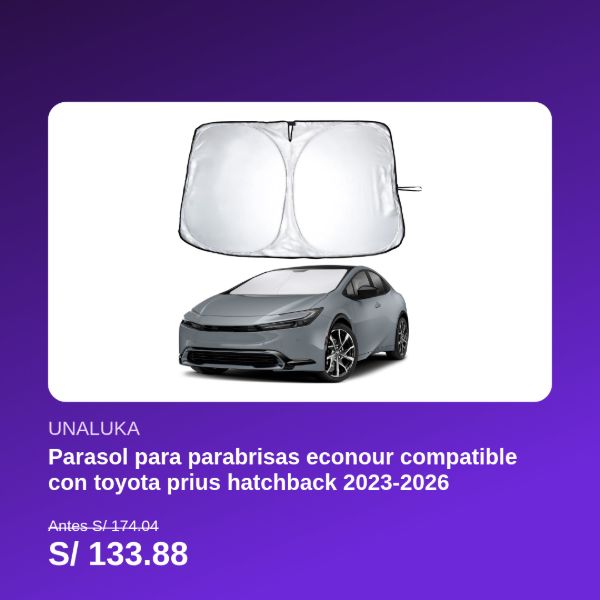 UNALUKA
Parasol para parabrisas econour compatible
con toyota prius hatchback 2023-2026
Antes S/ 174.04
S/ 133.88